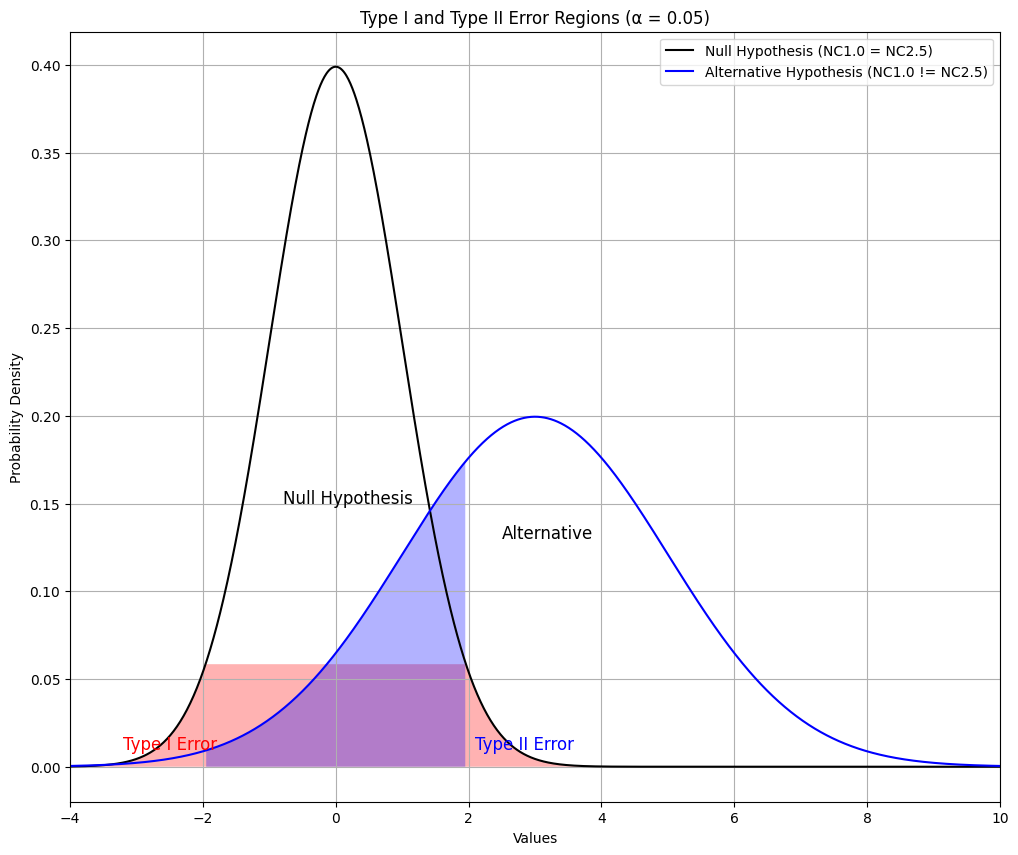 Type I and Type II Error Regions (α = 0.05)
Null Hypothesis (NC1.0 = NC2.5)
Alternative Hypothesis (NC1.0 != NC2.5)
Probability Density
0.40
0.35
0.30
0.25
0.20
0.15
0.10
0.05
0.00
Null Hypothesis
Alternative
Type I Error
Type II Error
−4
−2
0
2
4
6
8
10
Values